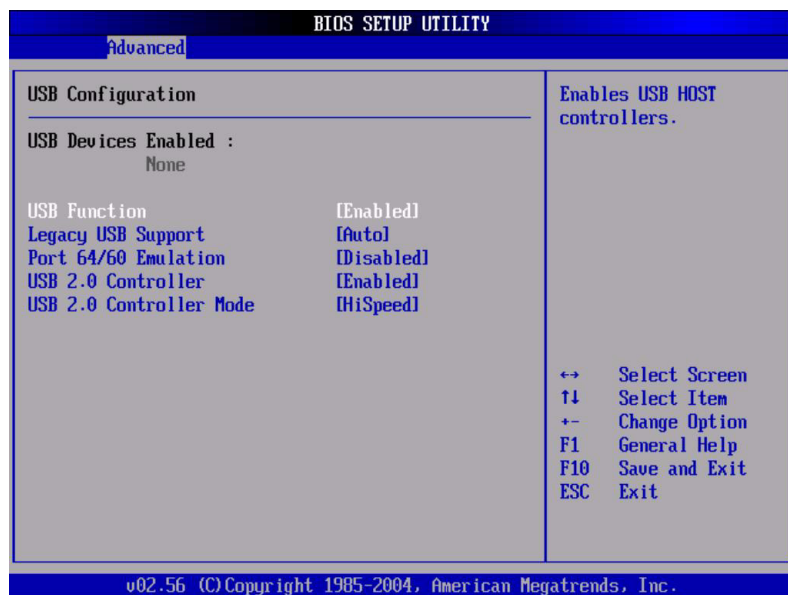 BIOS SETUP UTILITY
Advanced
USB Configuration
USB Devices Enabled :
None
USB Function [Enabled]
Legacy USB Support [Auto]
Port 64/60 Emulation [Disabled]
USB 2.0 Controller [Enabled]
USB 2.0 Controller Mode [HiSpeed]
Enables USB HOST
controllers.
←→ Select Screen
↑↓ Select Item
+- Change Option
F1 General Help
F10 Save and Exit
ESC Exit
v02.56 (C)Copyright 1985-2004, American Megatrends, Inc.